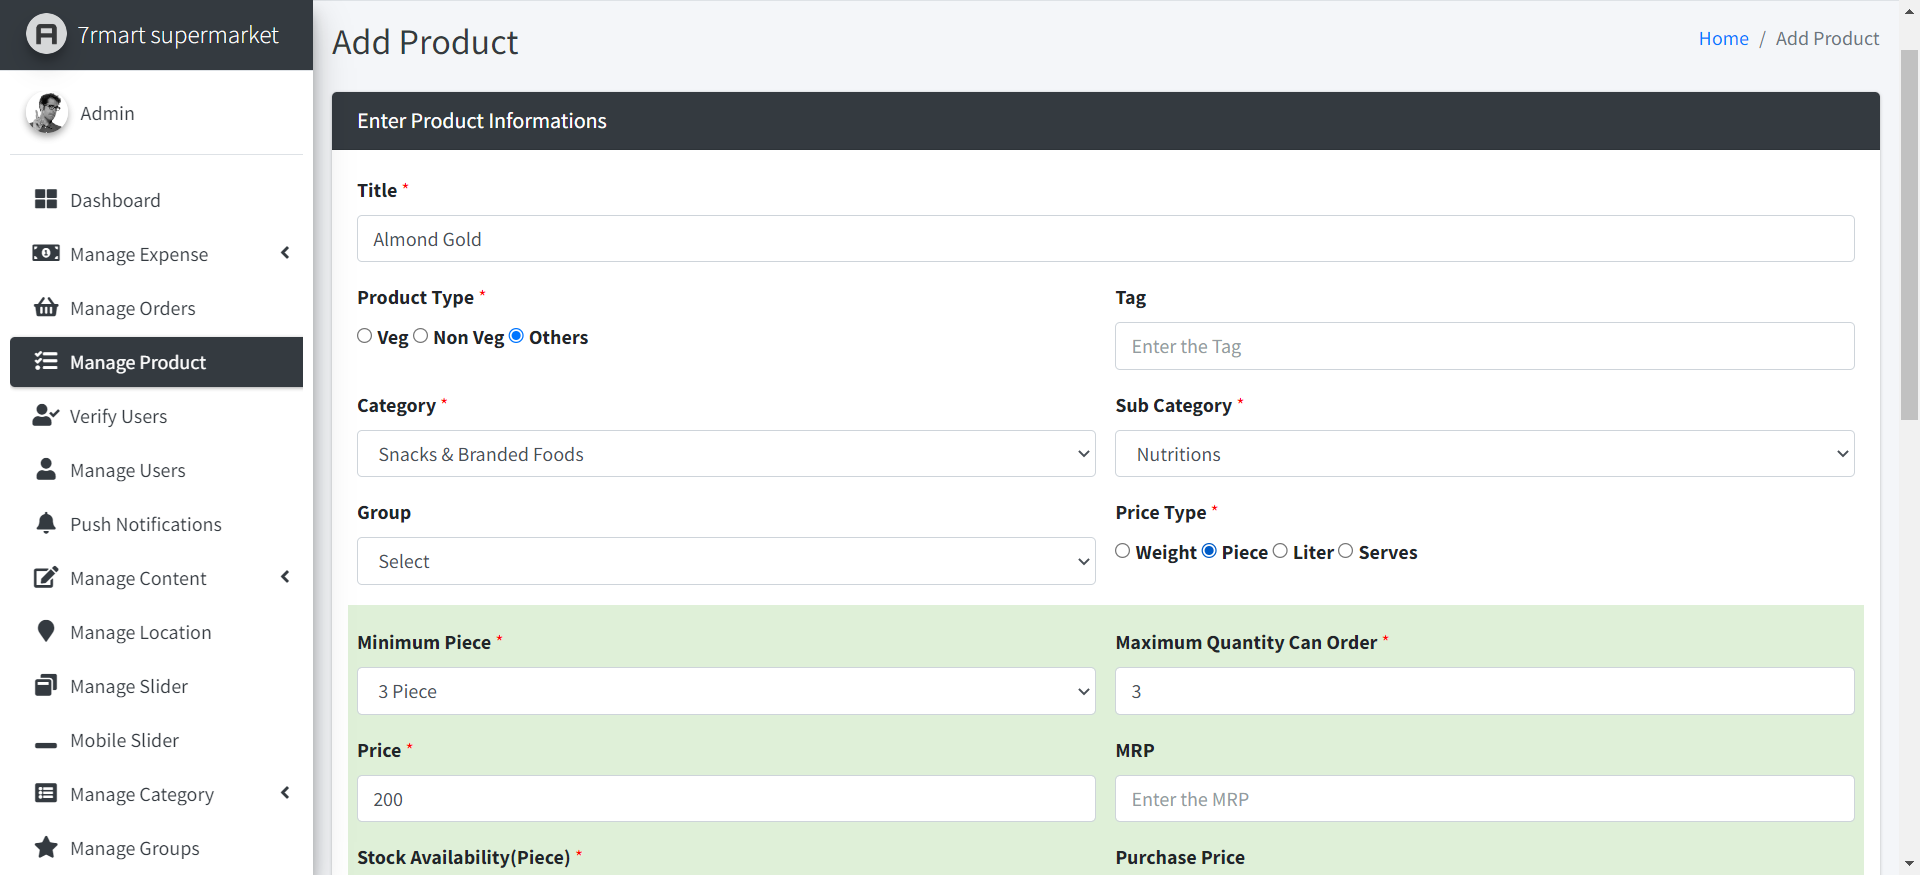 7rmart supermarket
Admin
Dashboard
Manage Expense
Manage Orders
Manage Product
Verify Users
Manage Users
Push Notifications
Manage Content
Manage Location
Manage Slider
Mobile Slider
Manage Category
Manage Groups
Add Product
Home / Add Product
Enter Product Informations
Title *
Almond Gold
Product Type *
Veg Non Veg Others
Tag
Enter the Tag
Category *
Snacks & Branded Foods
Sub Category *
Nutritions
Group
Select
Price Type *
Weight Piece Liter Serves
Minimum Piece *
3 Piece
Maximum Quantity Can Order *
3
Price *
200
MRP
Enter the MRP
Stock Availability(Piece) *
Purchase Price